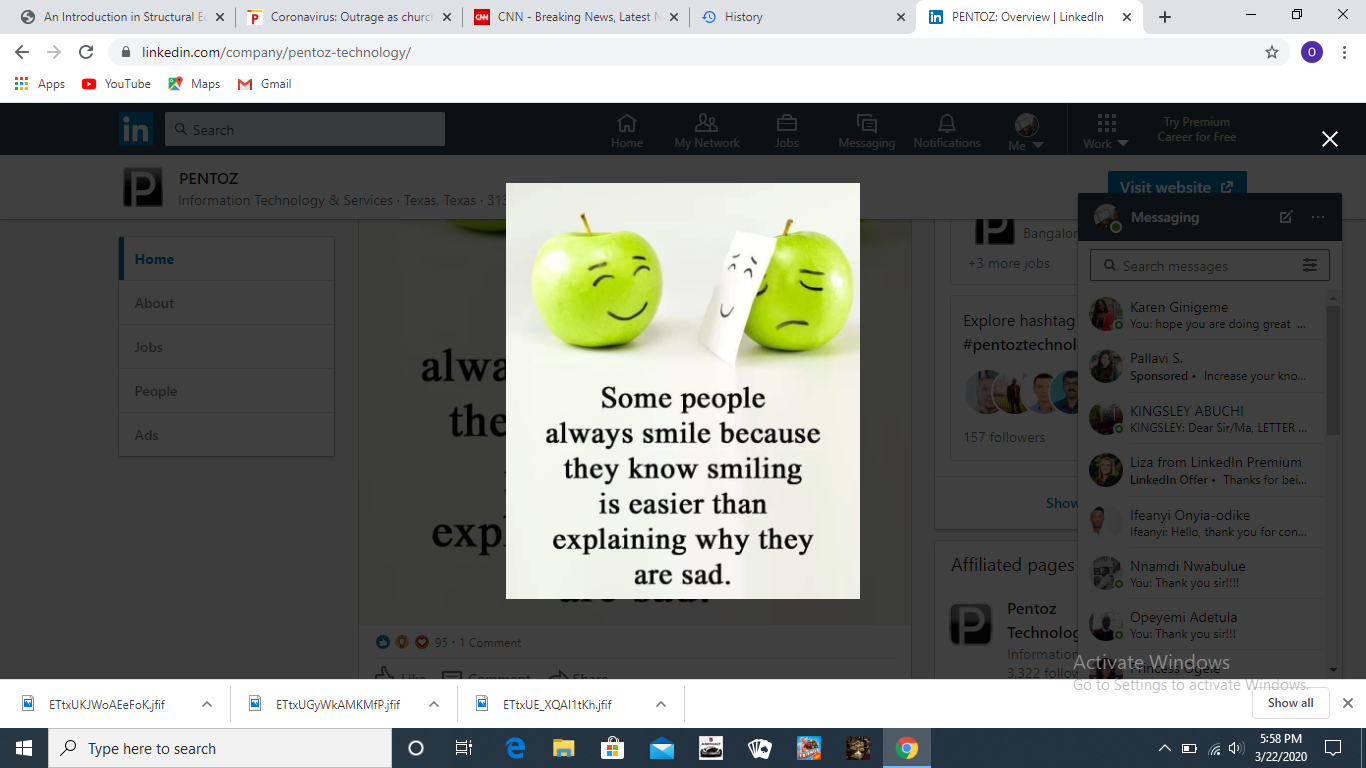 An Introduction in Structural E
Coronavirus: Outrage as churc
CNN - Breaking News, Latest N
History
PENTOZ: Overview | LinkedIn
linkedin.com/company/pentoz-technology/
O
Apps
YouTube
Maps
Gmail
in
Search
Home
My Network
Jobs
Messaging
Notifications
Me
Work
Try Premium
Career for Free
P
PENTOZ
Information Technology & Services · Texas, Texas · 313
Visit website
Home
About
Jobs
People
Ads
alwa
the
exp
are sad.
Some people
always smile because
they know smiling
is easier than
explaining why they
are sad.
95 · 1 Comment
Like
Comment
Share
Bangalor
+3 more jobs
Explore hashtag
#pentoztechnol
157 followers
Show
Affiliated pages
Pentoz
Technolog
Information
3,322 follow
Messaging
Search messages
Karen Ginigeme
You: hope you are doing great ...
Pallavi S.
Sponsored • Increase your kno...
KINGSLEY ABUCHI
KINGSLEY: Dear Sir/Ma, LETTER ...
Liza from LinkedIn Premium
LinkedIn Offer • Thanks for bei...
Ifeanyi Onyia-odike
Ifeanyi: Hello, thank you for con...
Nnamdi Nwabulue
You: Thank you sir!!!!
Opeyemi Adetula
You: Thank you sir!!!
Princess Ogele
Activate Windows
Go to Settings to activate Windows.
ETtxUKJWoAEeFoK.jfif
ETtxUGyWkAMKMfP.jfif
ETtxUE_XQAI1tKh.jfif
Show all
Type here to search
5:58 PM
3/22/2020